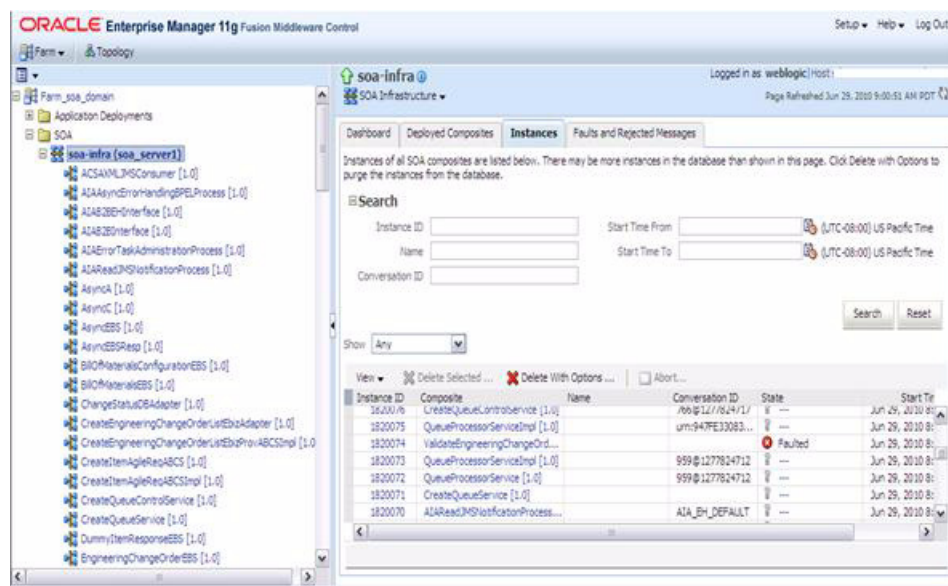 ORACLE Enterprise Manager 11g Fusion Middleware Control
Setup Help Log Out
Farm Topology
Farm_soa_domain
Application Deployments
SOA
soa-infra (soa_server1)
ACSAXMLJMSConsumer [1.0]
AIAAsyncErrorHandlingBPELProcess [1.0]
AIAB2BEHInterface [1.0]
AIAB2BInterface [1.0]
AIAErrorTaskAdministrationProcess [1.0]
AIAReadJMSNotificationProcess [1.0]
AsyncA [1.0]
AsyncC [1.0]
AsyncEBS [1.0]
AsyncEBSResp [1.0]
BillOfMaterialsConfigurationEBS [1.0]
BillOfMaterialsEBS [1.0]
ChangeStatusDBAdapter [1.0]
CreateEngineeringChangeOrderListEbizAdapter [1.0]
CreateEngineeringChangeOrderListEbizProvABCSImpl [1.0
CreateItemAgileReqABCS [1.0]
CreateItemAgileReqABCSImpl [1.0]
CreateQueueControlService [1.0]
CreateQueueService [1.0]
DummyItemResponseEBS [1.0]
EngineeringChangeOrderEBS [1.0]
soa-infra
Logged in as weblogic|Host
SOA Infrastructure
Page Refreshed Jun 29, 2010 9:00:51 AM PDT
Dashboard Deployed Composites Instances Faults and Rejected Messages
Instances of all SOA composites are listed below. There may be more instances in the database than shown in this page. Click Delete with Options to
purge the instances from the database.
Search
Instance ID Start Time From (UTC-08:00) US Pacific Time
Name Start Time To (UTC-08:00) US Pacific Time
Conversation ID
Search Reset
Show Any
View Delete Selected ... Delete With Options ... Abort...
Instance ID Composite Name Conversation ID State Start Tir
1820076 CreateQueueControlService [1.0] 766@1277824717 --- Jun 29, 2010 8:
1820075 QueueProcessorServiceImpl [1.0] urn:947FE33083... --- Jun 29, 2010 8:
1820074 ValidateEngineeringChangeOrd... Faulted Jun 29, 2010 8:
1820073 QueueProcessorServiceImpl [1.0] 959@1277824712 --- Jun 29, 2010 8:
1820072 QueueProcessorService [1.0] 959@1277824712 --- Jun 29, 2010 8:
1820071 CreateQueueService [1.0] --- Jun 29, 2010 8:
1820070 AIAReadJMSNotificationProcess... AIA_EH_DEFAULT --- Jun 29, 2010 8: